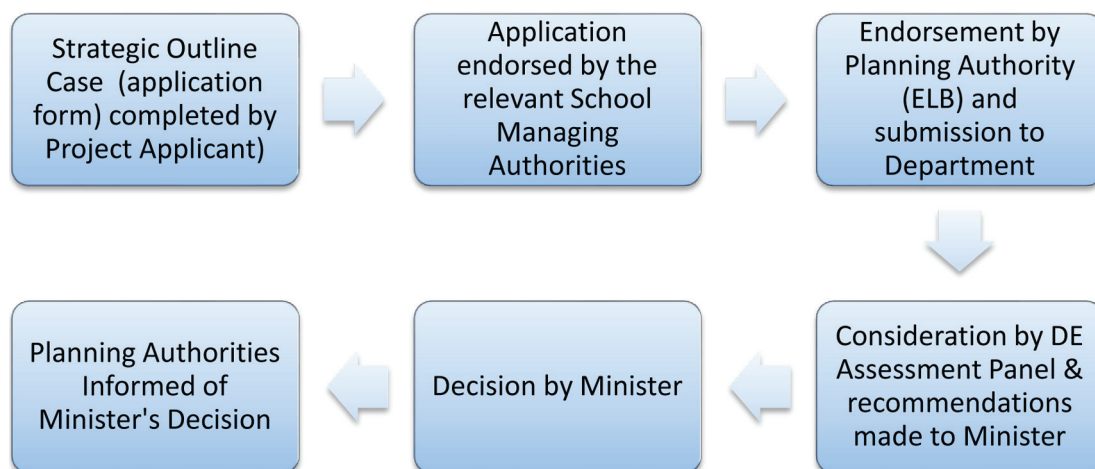 Strategic Outline
Case  (application
form) completed by
Project Applicant)
Application
endorsed by the
relevant School
Managing
Authorities
Endorsement by
Planning Authority
(ELB) and
submission to
Department
Consideration by DE
Assessment Panel &
recommendations
made to Minister
Decision by Minister
Planning Authorities
Informed of
Minister's Decision